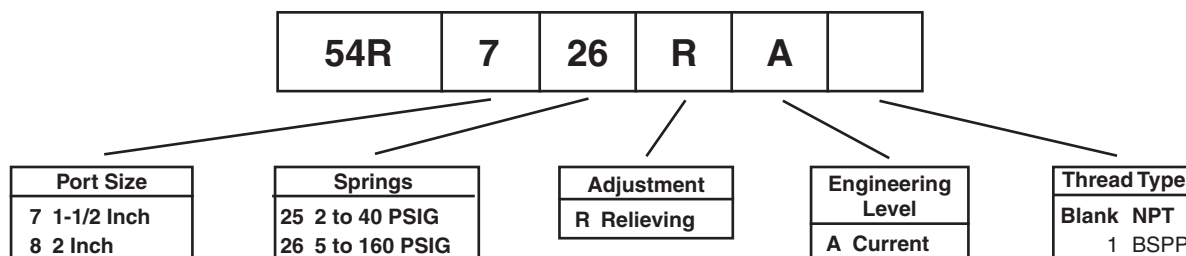 54R 7 26 R A
Port Size
7 1-1/2 Inch
8 2 Inch
Springs
25 2 to 40 PSIG
26 5 to 160 PSIG
Adjustment
R Relieving
Engineering
Level
A Current
Thread Type
Blank NPT
1 BSPP